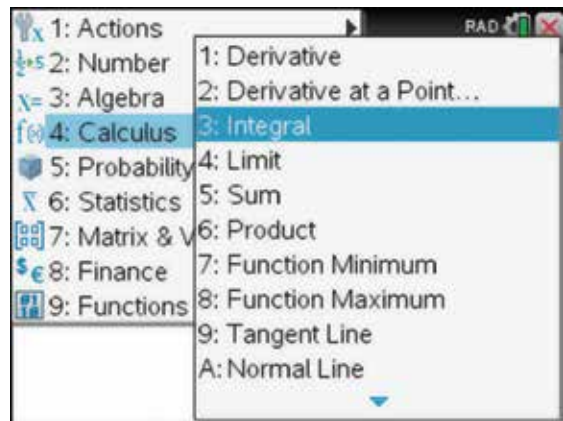 1: Actions
2: Number
3: Algebra
4: Calculus
5: Probability
6: Statistics
7: Matrix & V
8: Finance
9: Functions
RAD
1: Derivative
2: Derivative at a Point...
3: Integral
4: Limit
5: Sum
6: Product
7: Function Minimum
8: Function Maximum
9: Tangent Line
A: Normal Line